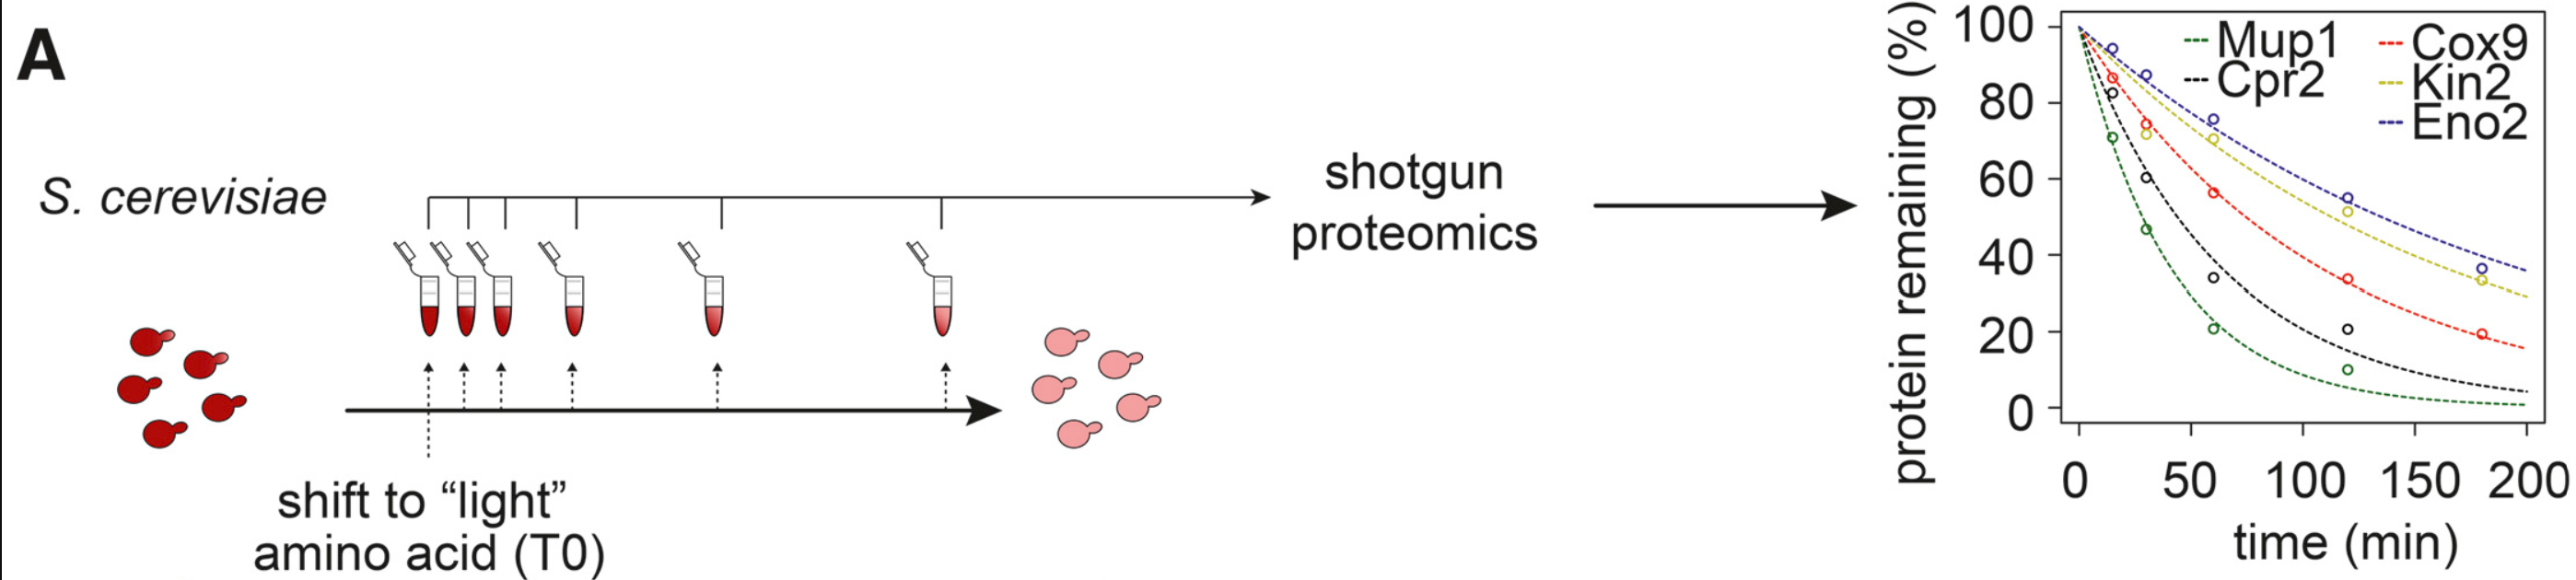 A
S. cerevisiae
shift to “light”
amino acid (T0)
shotgun
proteomics
protein remaining (%)
100
80
60
40
20
0
Mup1
Cpr2
Cox9
Kin2
Eno2
0 50 100 150 200
time (min)